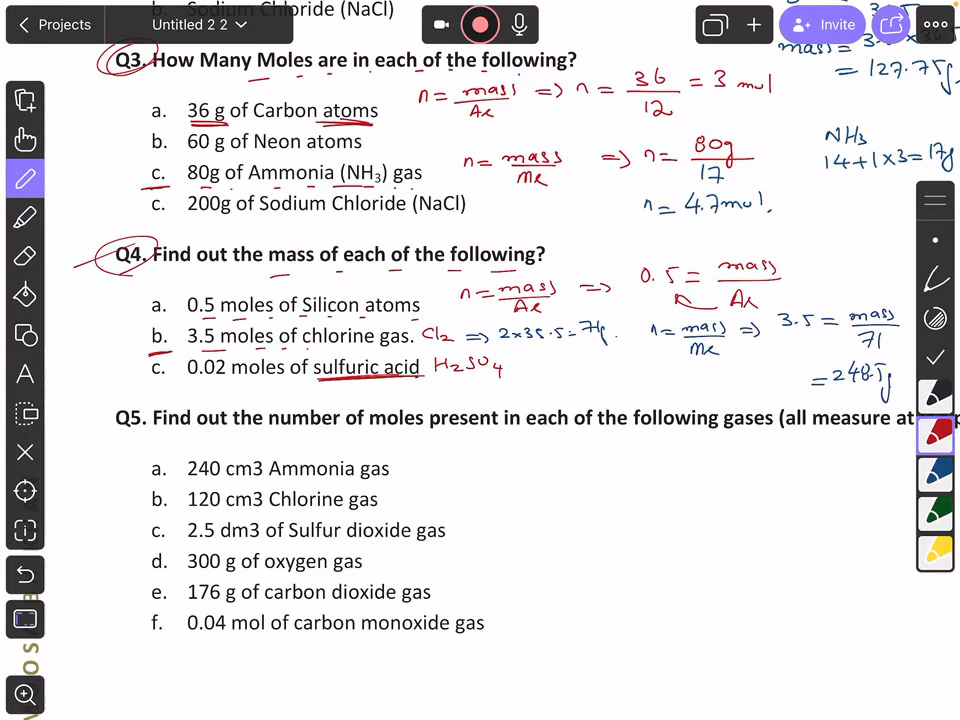 b. Sodium Chloride (NaCl)
Projects
Untitled 2 2
Invite
= 127.75g
Q3. How Many Moles are in each of the following?
n = mass/Ar => n = 36/12 = 3 mol
a. 36 g of Carbon atoms
b. 60 g of Neon atoms
NH3
14+1×3=17g
n = mass/Mr => n = 80g/17
c. 80g of Ammonia (NH3) gas
c. 200g of Sodium Chloride (NaCl)
n = 4.7mol.
Q4. Find out the mass of each of the following?
n = mass/Ar => 0.5 = mass/Ar
a. 0.5 moles of Silicon atoms
b. 3.5 moles of chlorine gas. Cl2 => 2×35.5=71g. n = mass/Mr => 3.5 = mass/71
c. 0.02 moles of sulfuric acid H2SO4
= 248.5g
Q5. Find out the number of moles present in each of the following gases (all measure at
a. 240 cm3 Ammonia gas
b. 120 cm3 Chlorine gas
c. 2.5 dm3 of Sulfur dioxide gas
d. 300 g of oxygen gas
e. 176 g of carbon dioxide gas
f. 0.04 mol of carbon monoxide gas